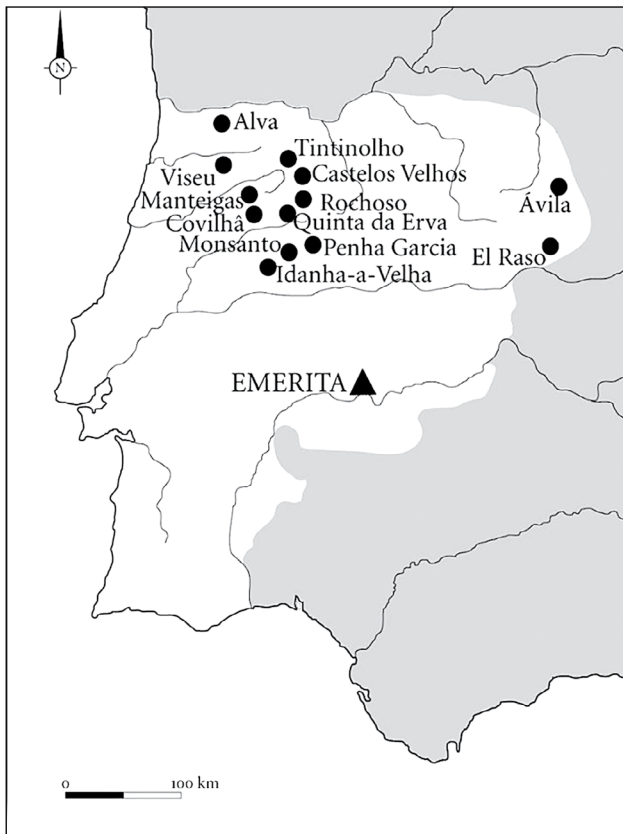 N
Alva
Tintinolho
Viseu
Castelos Velhos
Manteigas
Rochoso
Ávila
Covilhâ
Quinta da Erva
Monsanto
Penha Garcia
El Raso
Idanha-a-Velha
EMERITA
0 100 km